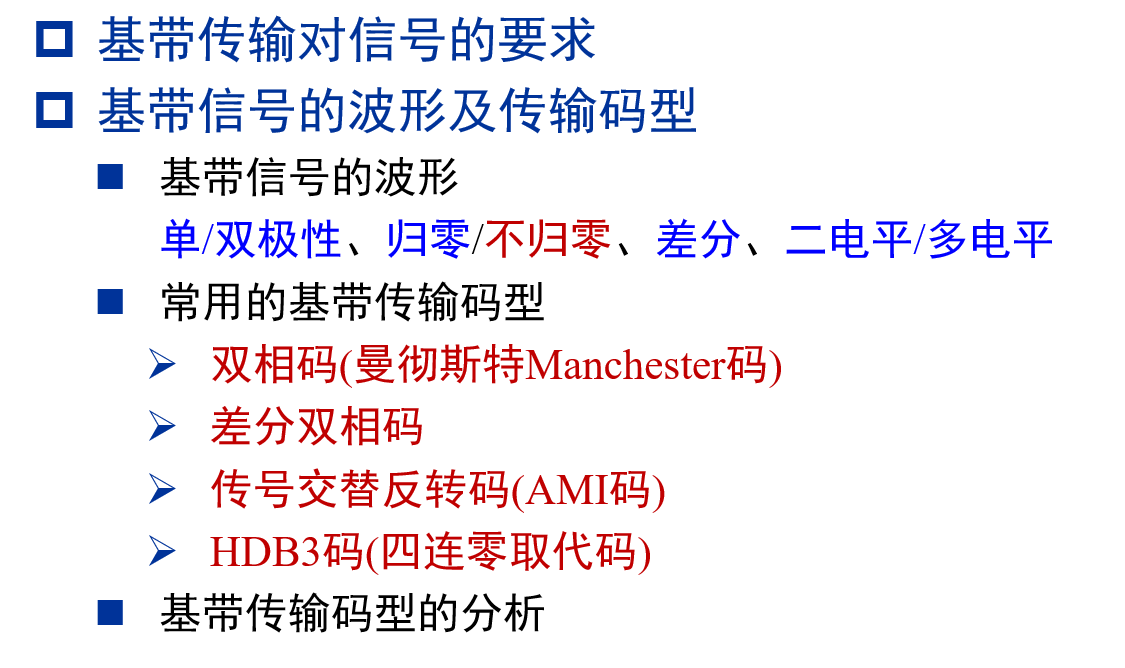 基带传输对信号的要求
基带信号的波形及传输码型
基带信号的波形
单/双极性、归零/不归零、差分、二电平/多电平
常用的基带传输码型
双相码(曼彻斯特Manchester码)
差分双相码
传号交替反转码(AMI码)
HDB3码(四连零取代码)
基带传输码型的分析